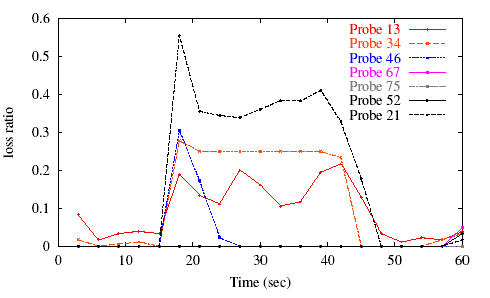 0.6
0.5
0.4
0.3
0.2
0.1
0
loss ratio
Probe 13
Probe 34
Probe 46
Probe 67
Probe 75
Probe 52
Probe 21
0 10 20 30 40 50 60
Time (sec)